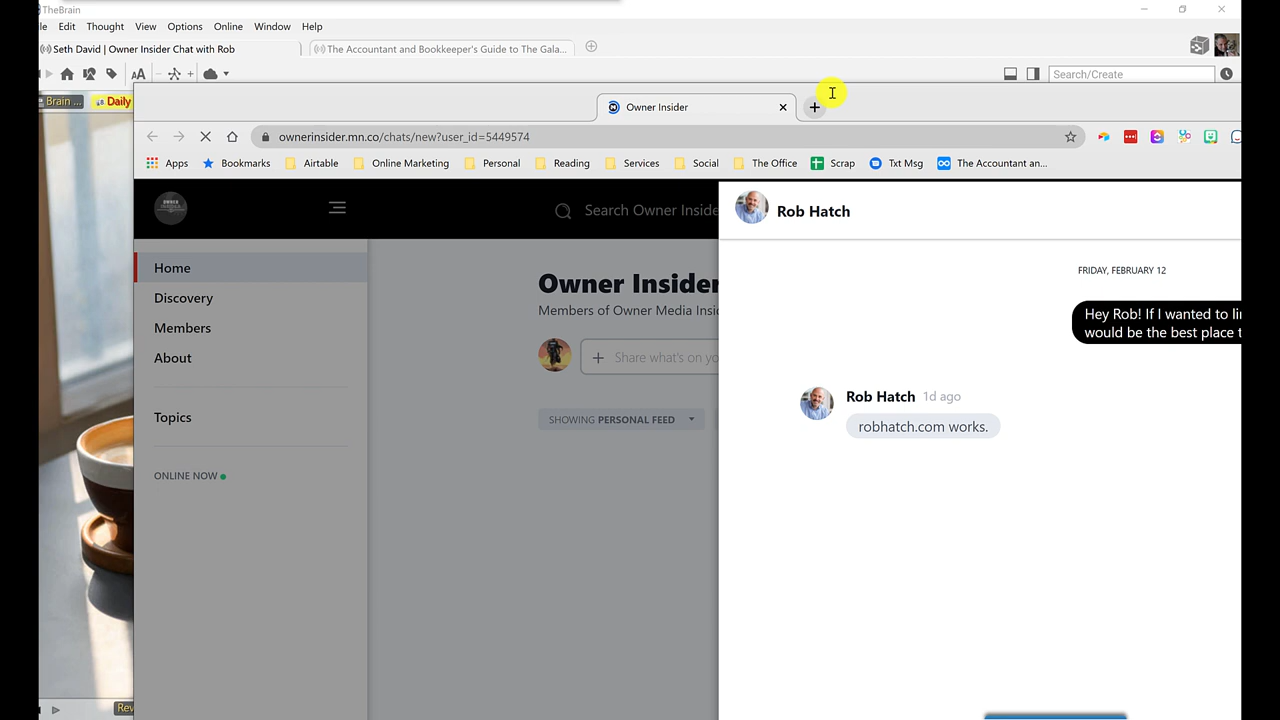 TheBrain
le Edit Thought View Options Online Window Help
Seth David | Owner Insider Chat with Rob
The Accountant and Bookkeeper's Guide to The Gala...
AA
Search/Create
Brain ...
Daily
Owner Insider
ownerinsider.mn.co/chats/new?user_id=5449574
Apps Bookmarks Airtable Online Marketing Personal Reading Services Social The Office Scrap Txt Msg The Accountant an...
OWNER INSIDER
Search Owner Inside
Rob Hatch
Home
Discovery
Members
About
Topics
ONLINE NOW
Owner Insider
Members of Owner Media Insi
Share what's on yo
SHOWING PERSONAL FEED
FRIDAY, FEBRUARY 12
Hey Rob! If I wanted to li
would be the best place t
Rob Hatch 1d ago
robhatch.com works.
Rev